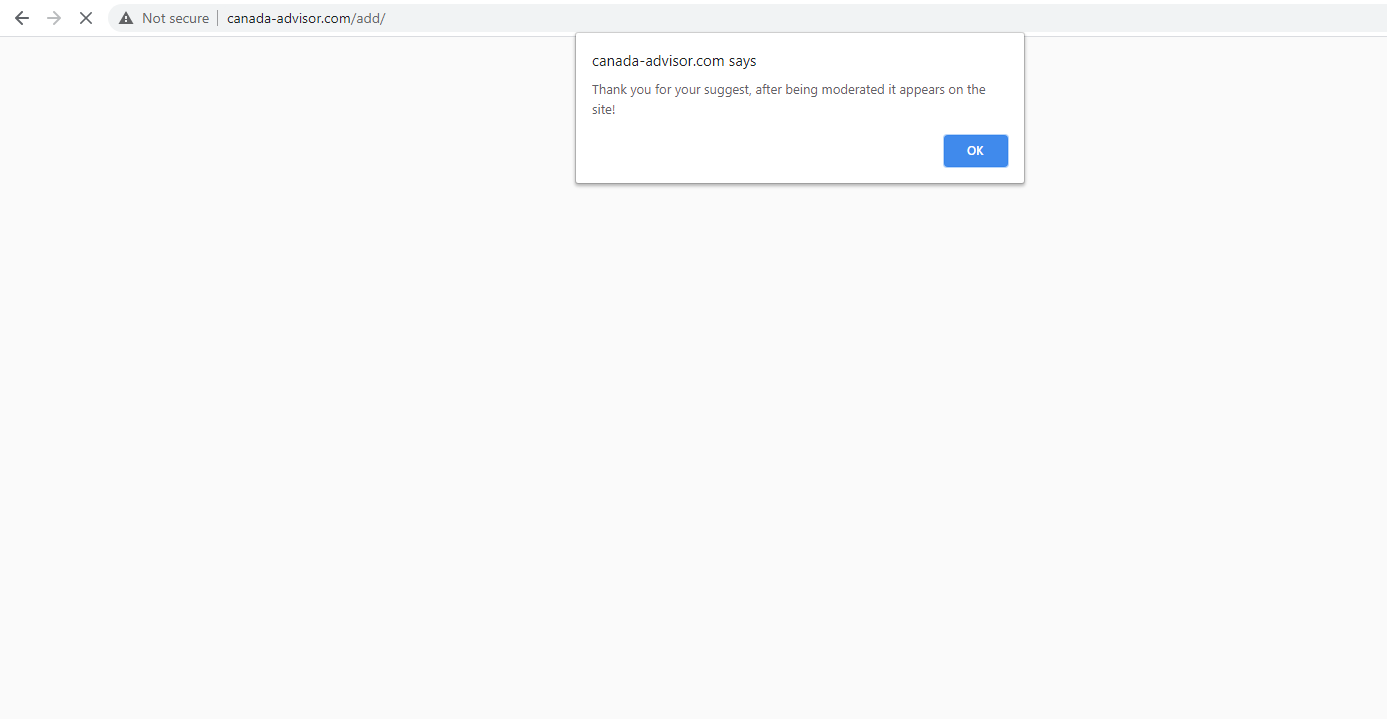 Not secure canada-advisor.com/add/
canada-advisor.com says
Thank you for your suggest, after being moderated it appears on the
site!
OK